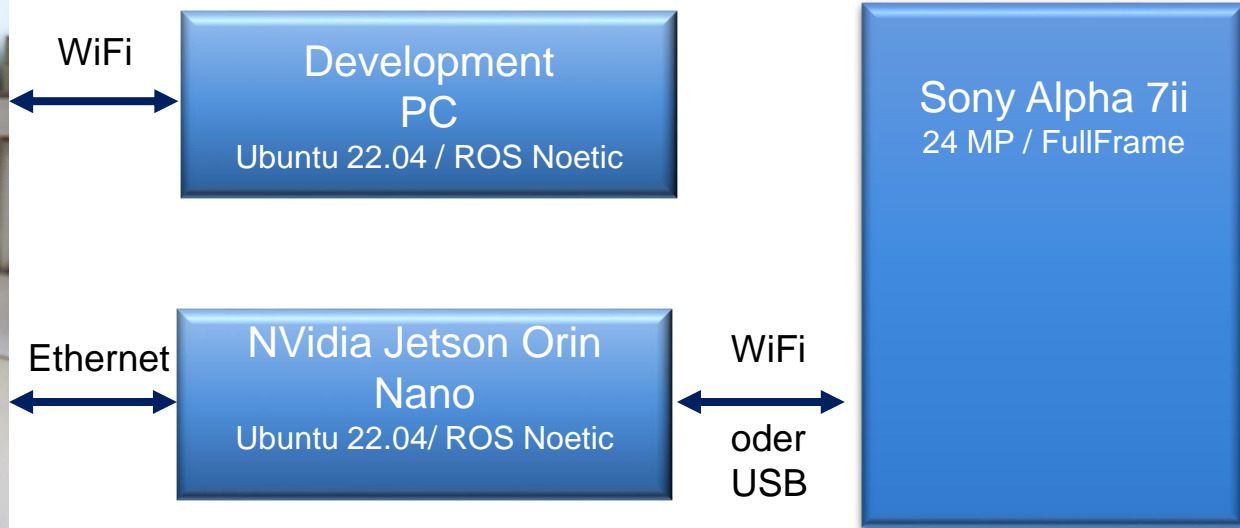 WiFi
Development
PC
Ubuntu 22.04 / ROS Noetic
Sony Alpha 7ii
24 MP / FullFrame
Ethernet
NVidia Jetson Orin
Nano
Ubuntu 22.04/ ROS Noetic
WiFi
oder
USB